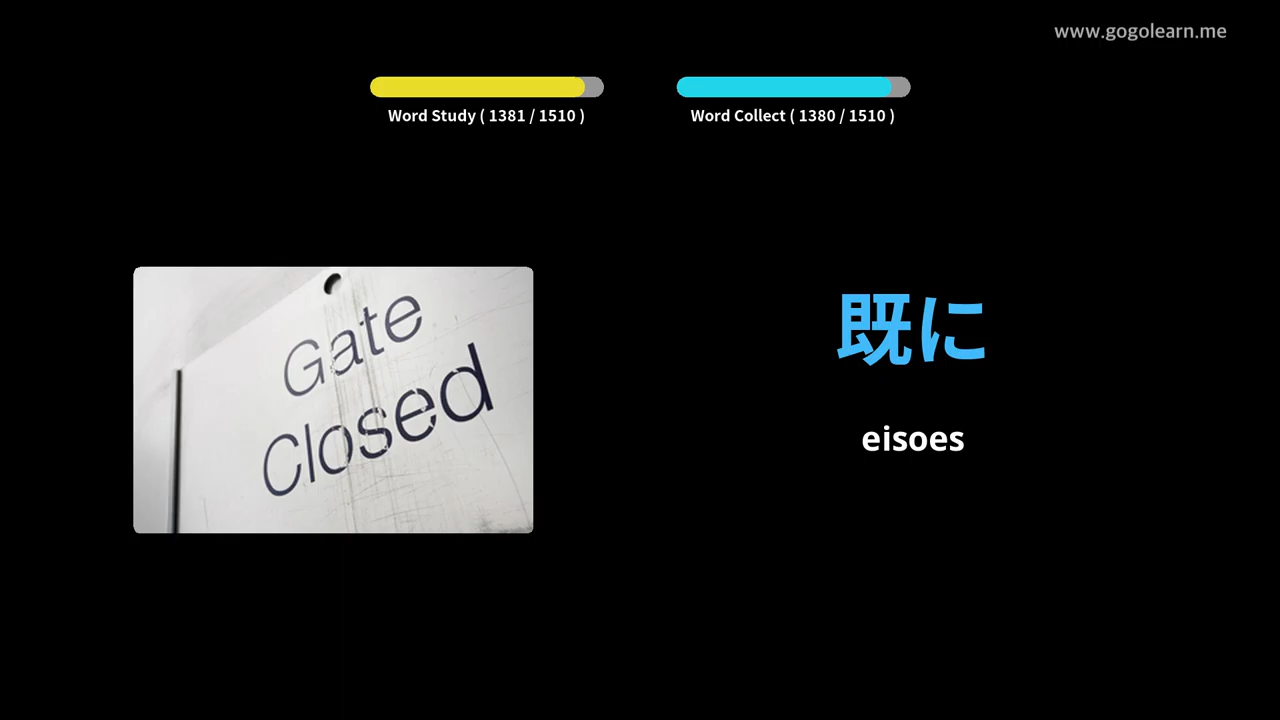 www.gogolearn.me
Word Study ( 1381 / 1510 )
Word Collect ( 1380 / 1510 )
Gate
Closed
既に
eisoes